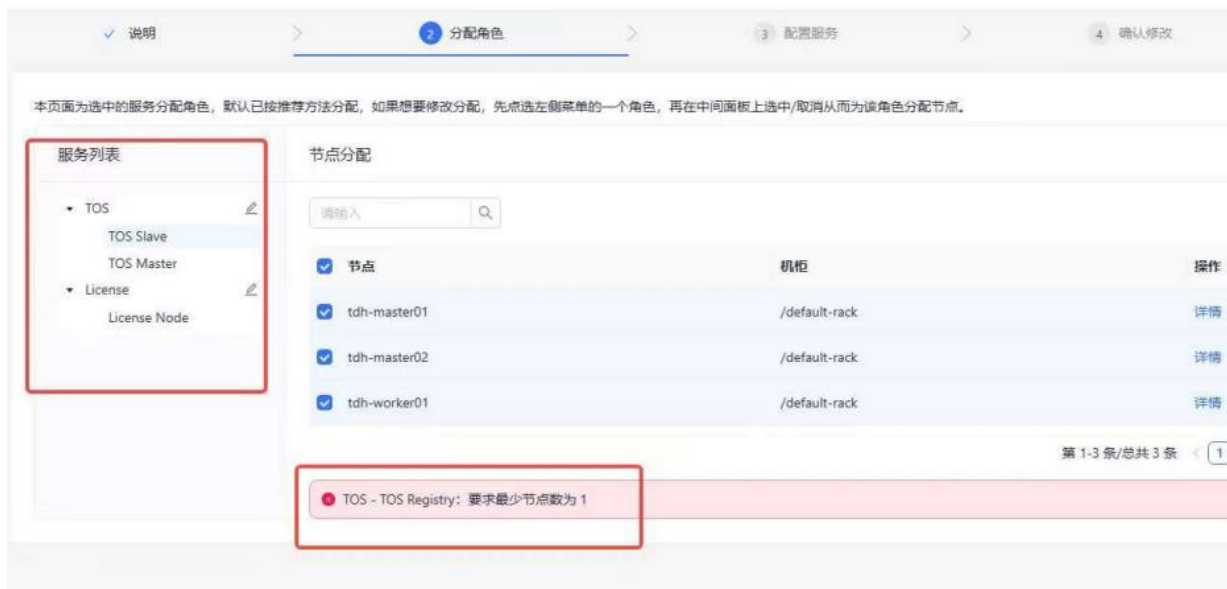 说明
2 分配角色
3 配置服务
4 确认修改
本页面为选中的服务分配角色，默认已按推荐方法分配，如果想要修改分配，先点选左侧菜单的一个角色，再在中间面板上选中/取消从而为该角色分配节点。
服务列表
TOS
TOS Slave
TOS Master
License
License Node
节点分配
请输入
节点 机柜 操作
tdh-master01 /default-rack 详情
tdh-master02 /default-rack 详情
tdh-worker01 /default-rack 详情
第 1-3 条/总共 3 条 < 1
TOS - TOS Registry：要求最少节点数为 1